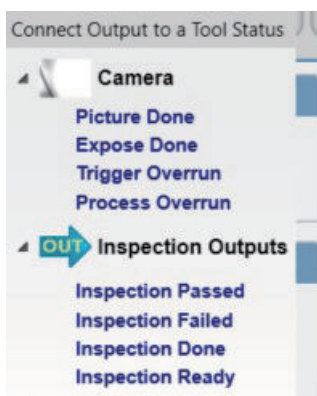 Connect Output to a Tool Status
Camera
Picture Done
Expose Done
Trigger Overrun
Process Overrun
OUT Inspection Outputs
Inspection Passed
Inspection Failed
Inspection Done
Inspection Ready